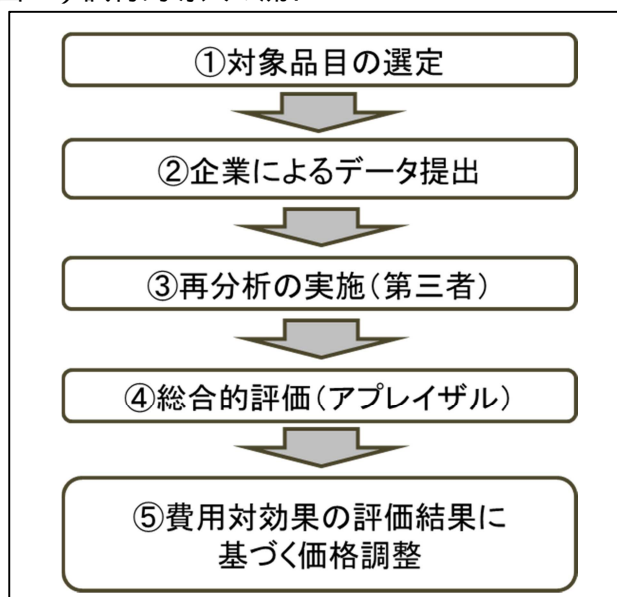 ①対象品目の選定
②企業によるデータ提出
③再分析の実施(第三者)
④総合的評価(アプレイザル)
⑤費用対効果の評価結果に
基づく価格調整